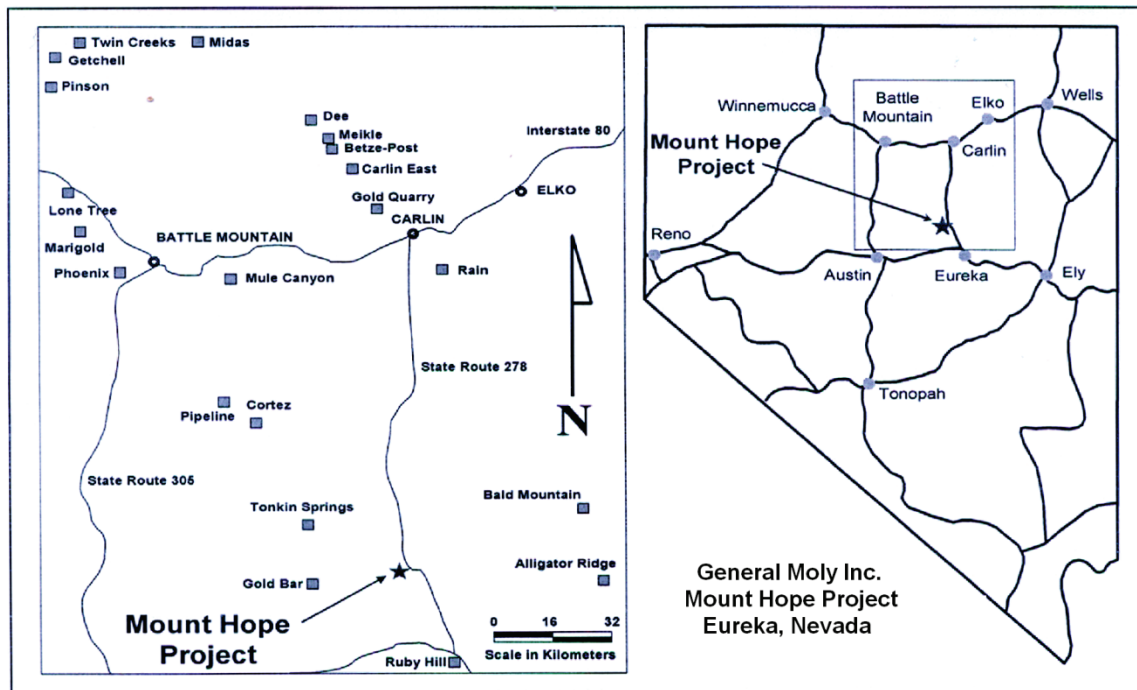 Twin Creeks
Midas
Getchell
Pinson
Dee
Meikle
Betze-Post
Interstate 80
Carlin East
ELKO
Lone Tree
Gold Quarry
CARLIN
Marigold
BATTLE MOUNTAIN
Phoenix
Mule Canyon
Rain
State Route 278
Pipeline
Cortez
N
State Route 305
Bald Mountain
Tonkin Springs
Alligator Ridge
Gold Bar
Mount Hope
Project
0 16 32
Scale in Kilometers
Ruby Hill
Winnemucca
Battle
Mountain
Elko
Wells
Mount Hope
Project
Carlin
Reno
Austin
Eureka
Ely
Tonopah
General Moly Inc.
Mount Hope Project
Eureka, Nevada